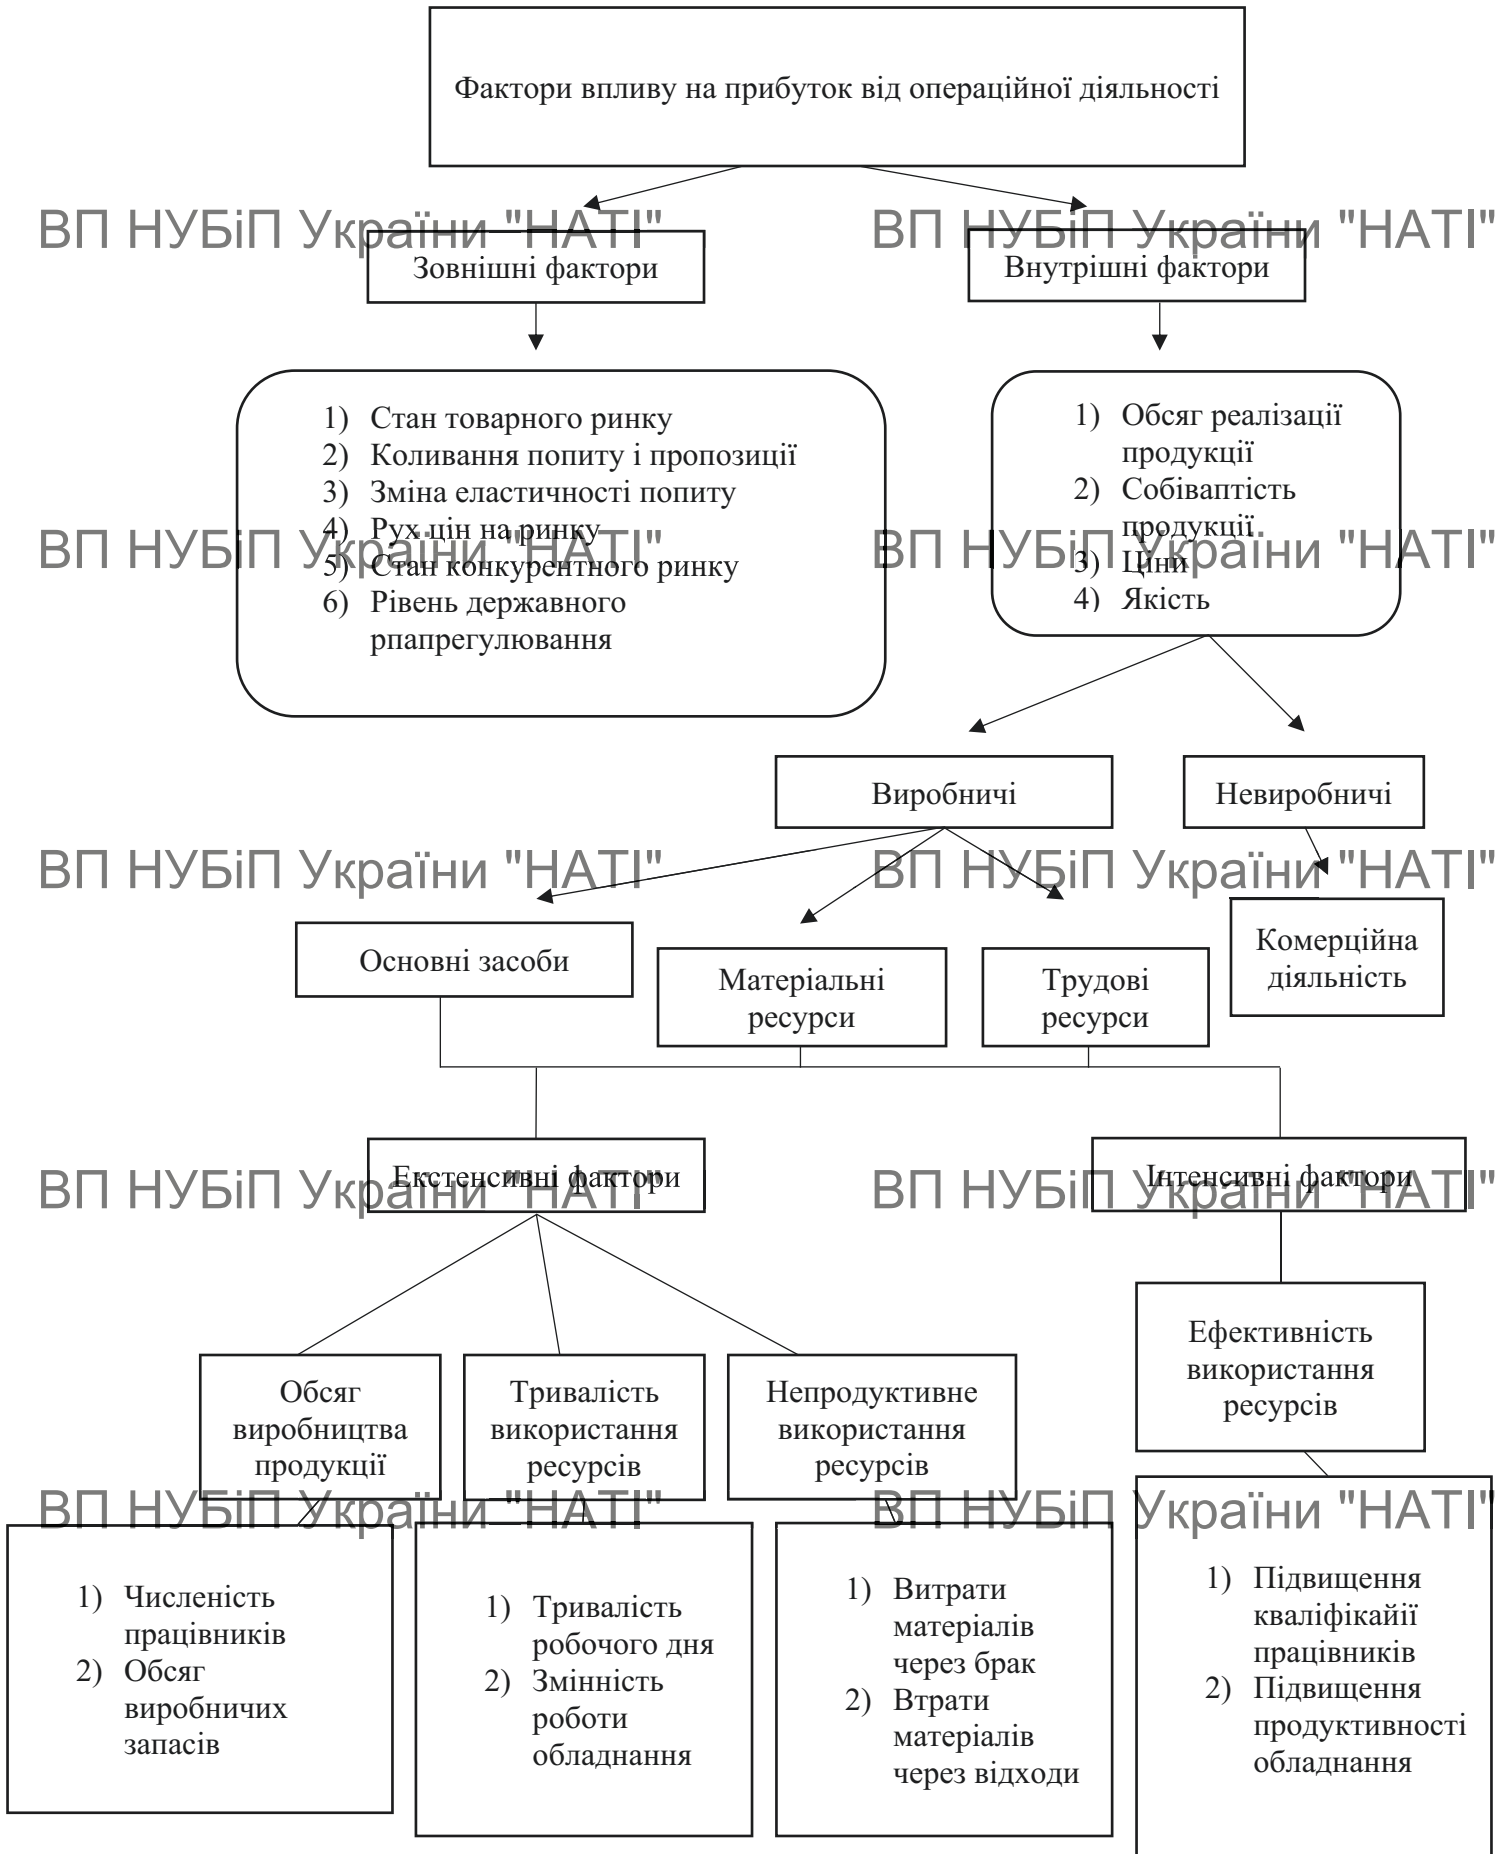 Фактори впливу на прибуток від операційної діяльності
ВП НУБіП України "НАТІ"
ВП НУБіП України "НАТІ"
Зовнішні фактори
Внутрішні фактори
1) Стан товарного ринку
2) Коливання попиту і пропозиції
3) Зміна еластичності попиту
4) Рух цін на ринку
5) Стан конкурентного ринку
6) Рівень державного
рпапрегулювання
1) Обсяг реалізації
продукції
2) Собіваптість
продукції
3) Ціни
4) Якість
ВП НУБіП України "НАТІ"
ВП НУБіП України "НАТІ"
Виробничі
Невиробничі
ВП НУБіП України "НАТІ"
ВП НУБіП України "НАТІ"
Основні засоби
Матеріальні
ресурси
Трудові
ресурси
Комерційна
діяльність
Екстенсивні фактори
Інтенсивні фактори
ВП НУБіП України "НАТІ"
ВП НУБіП України "НАТІ"
Обсяг
виробництва
продукції
Тривалість
використання
ресурсів
Непродуктивне
використання
ресурсів
Ефективність
використання
ресурсів
ВП НУБіП України "НАТІ"
ВП НУБіП України "НАТІ"
1) Численість
працівників
2) Обсяг
виробничих
запасів
1) Тривалість
робочого дня
2) Змінність
роботи
обладнання
1) Витрати
матеріалів
через брак
2) Втрати
матеріалів
через відходи
1) Підвищення
кваліфікайії
працівників
2) Підвищення
продуктивності
обладнання